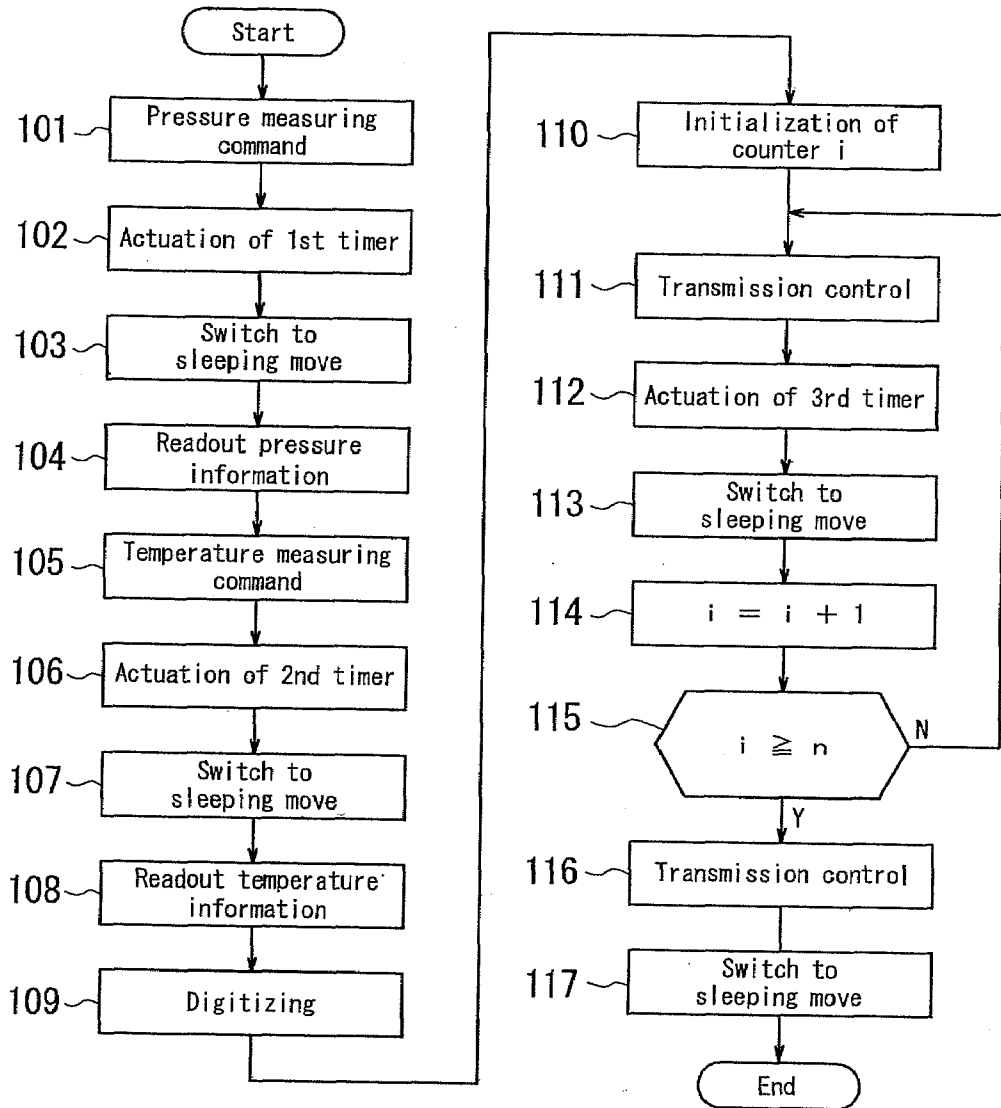 Start
101
Pressure measuring
command
102
Actuation of 1st timer
103
Switch to
sleeping move
104
Readout pressure
information
105
Temperature measuring
command
106
Actuation of 2nd timer
107
Switch to
sleeping move
108
Readout temperature
information
109
Digitizing
110
Initialization of
counter i
111
Transmission control
112
Actuation of 3rd timer
113
Switch to
sleeping move
114
i = i + 1
115
i ≧ n
N
Y
116
Transmission control
117
Switch to
sleeping move
End